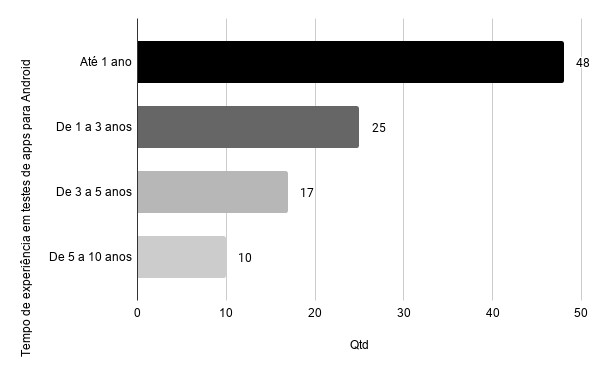 Tempo de experiência em testes de apps para Android
Até 1 ano
48
De 1 a 3 anos
25
De 3 a 5 anos
17
De 5 a 10 anos
10
0 10 20 30 40 50
Qtd